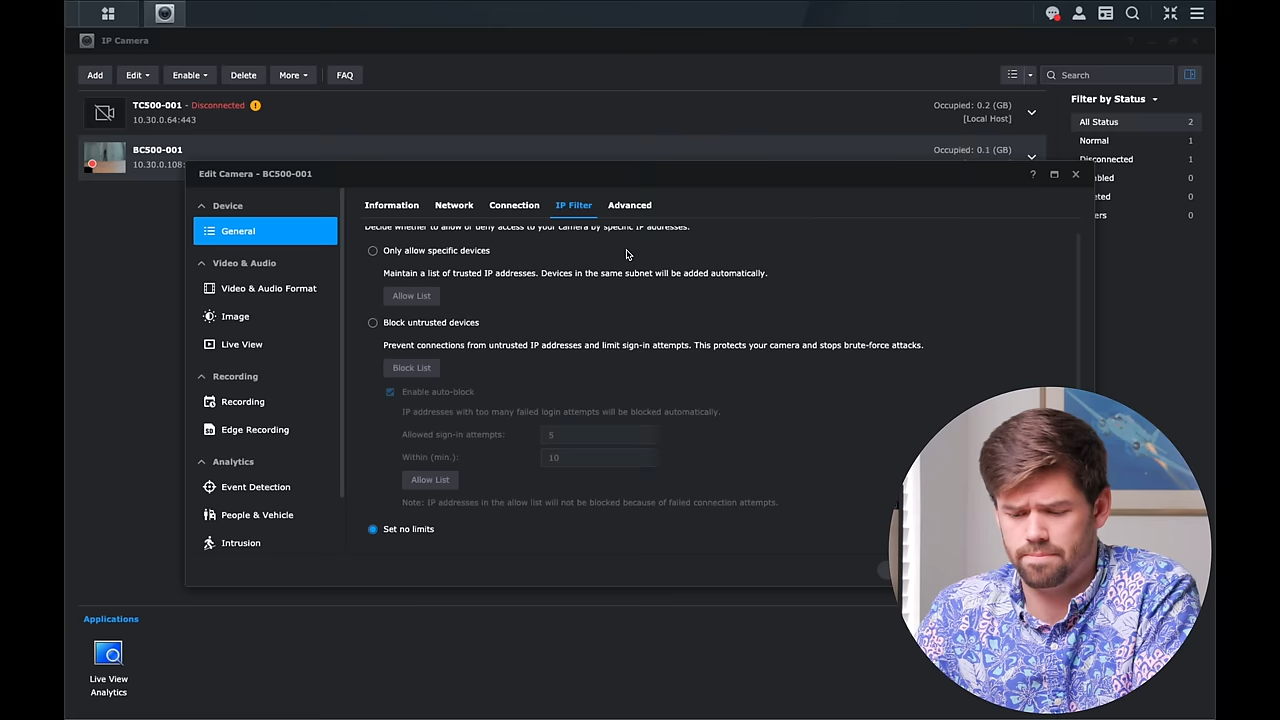 IP Camera
Add Edit Enable Delete More FAQ Search
TC500-001 - Disconnected
10.30.0.64:443
Occupied: 0.2 (GB)
[Local Host]
BC500-001
10.30.0.108:
Occupied: 0.1 (GB)
Filter by Status
All Status 2
Normal 1
Disconnected 1
abled 0
eted 0
ers 0
Edit Camera - BC500-001
Device
General
Video & Audio
Video & Audio Format
Image
Live View
Recording
Recording
Edge Recording
Analytics
Event Detection
People & Vehicle
Intrusion
Information Network Connection IP Filter Advanced
Decide whether to allow or deny access to your camera by specific IP addresses.
Only allow specific devices
Maintain a list of trusted IP addresses. Devices in the same subnet will be added automatically.
Allow List
Block untrusted devices
Prevent connections from untrusted IP addresses and limit sign-in attempts. This protects your camera and stops brute-force attacks.
Block List
Enable auto-block
IP addresses with too many failed login attempts will be blocked automatically.
Allowed sign-in attempts: 5
Within (min.): 10
Allow List
Note: IP addresses in the allow list will not be blocked because of failed connection attempts.
Set no limits
Applications
Live View
Analytics